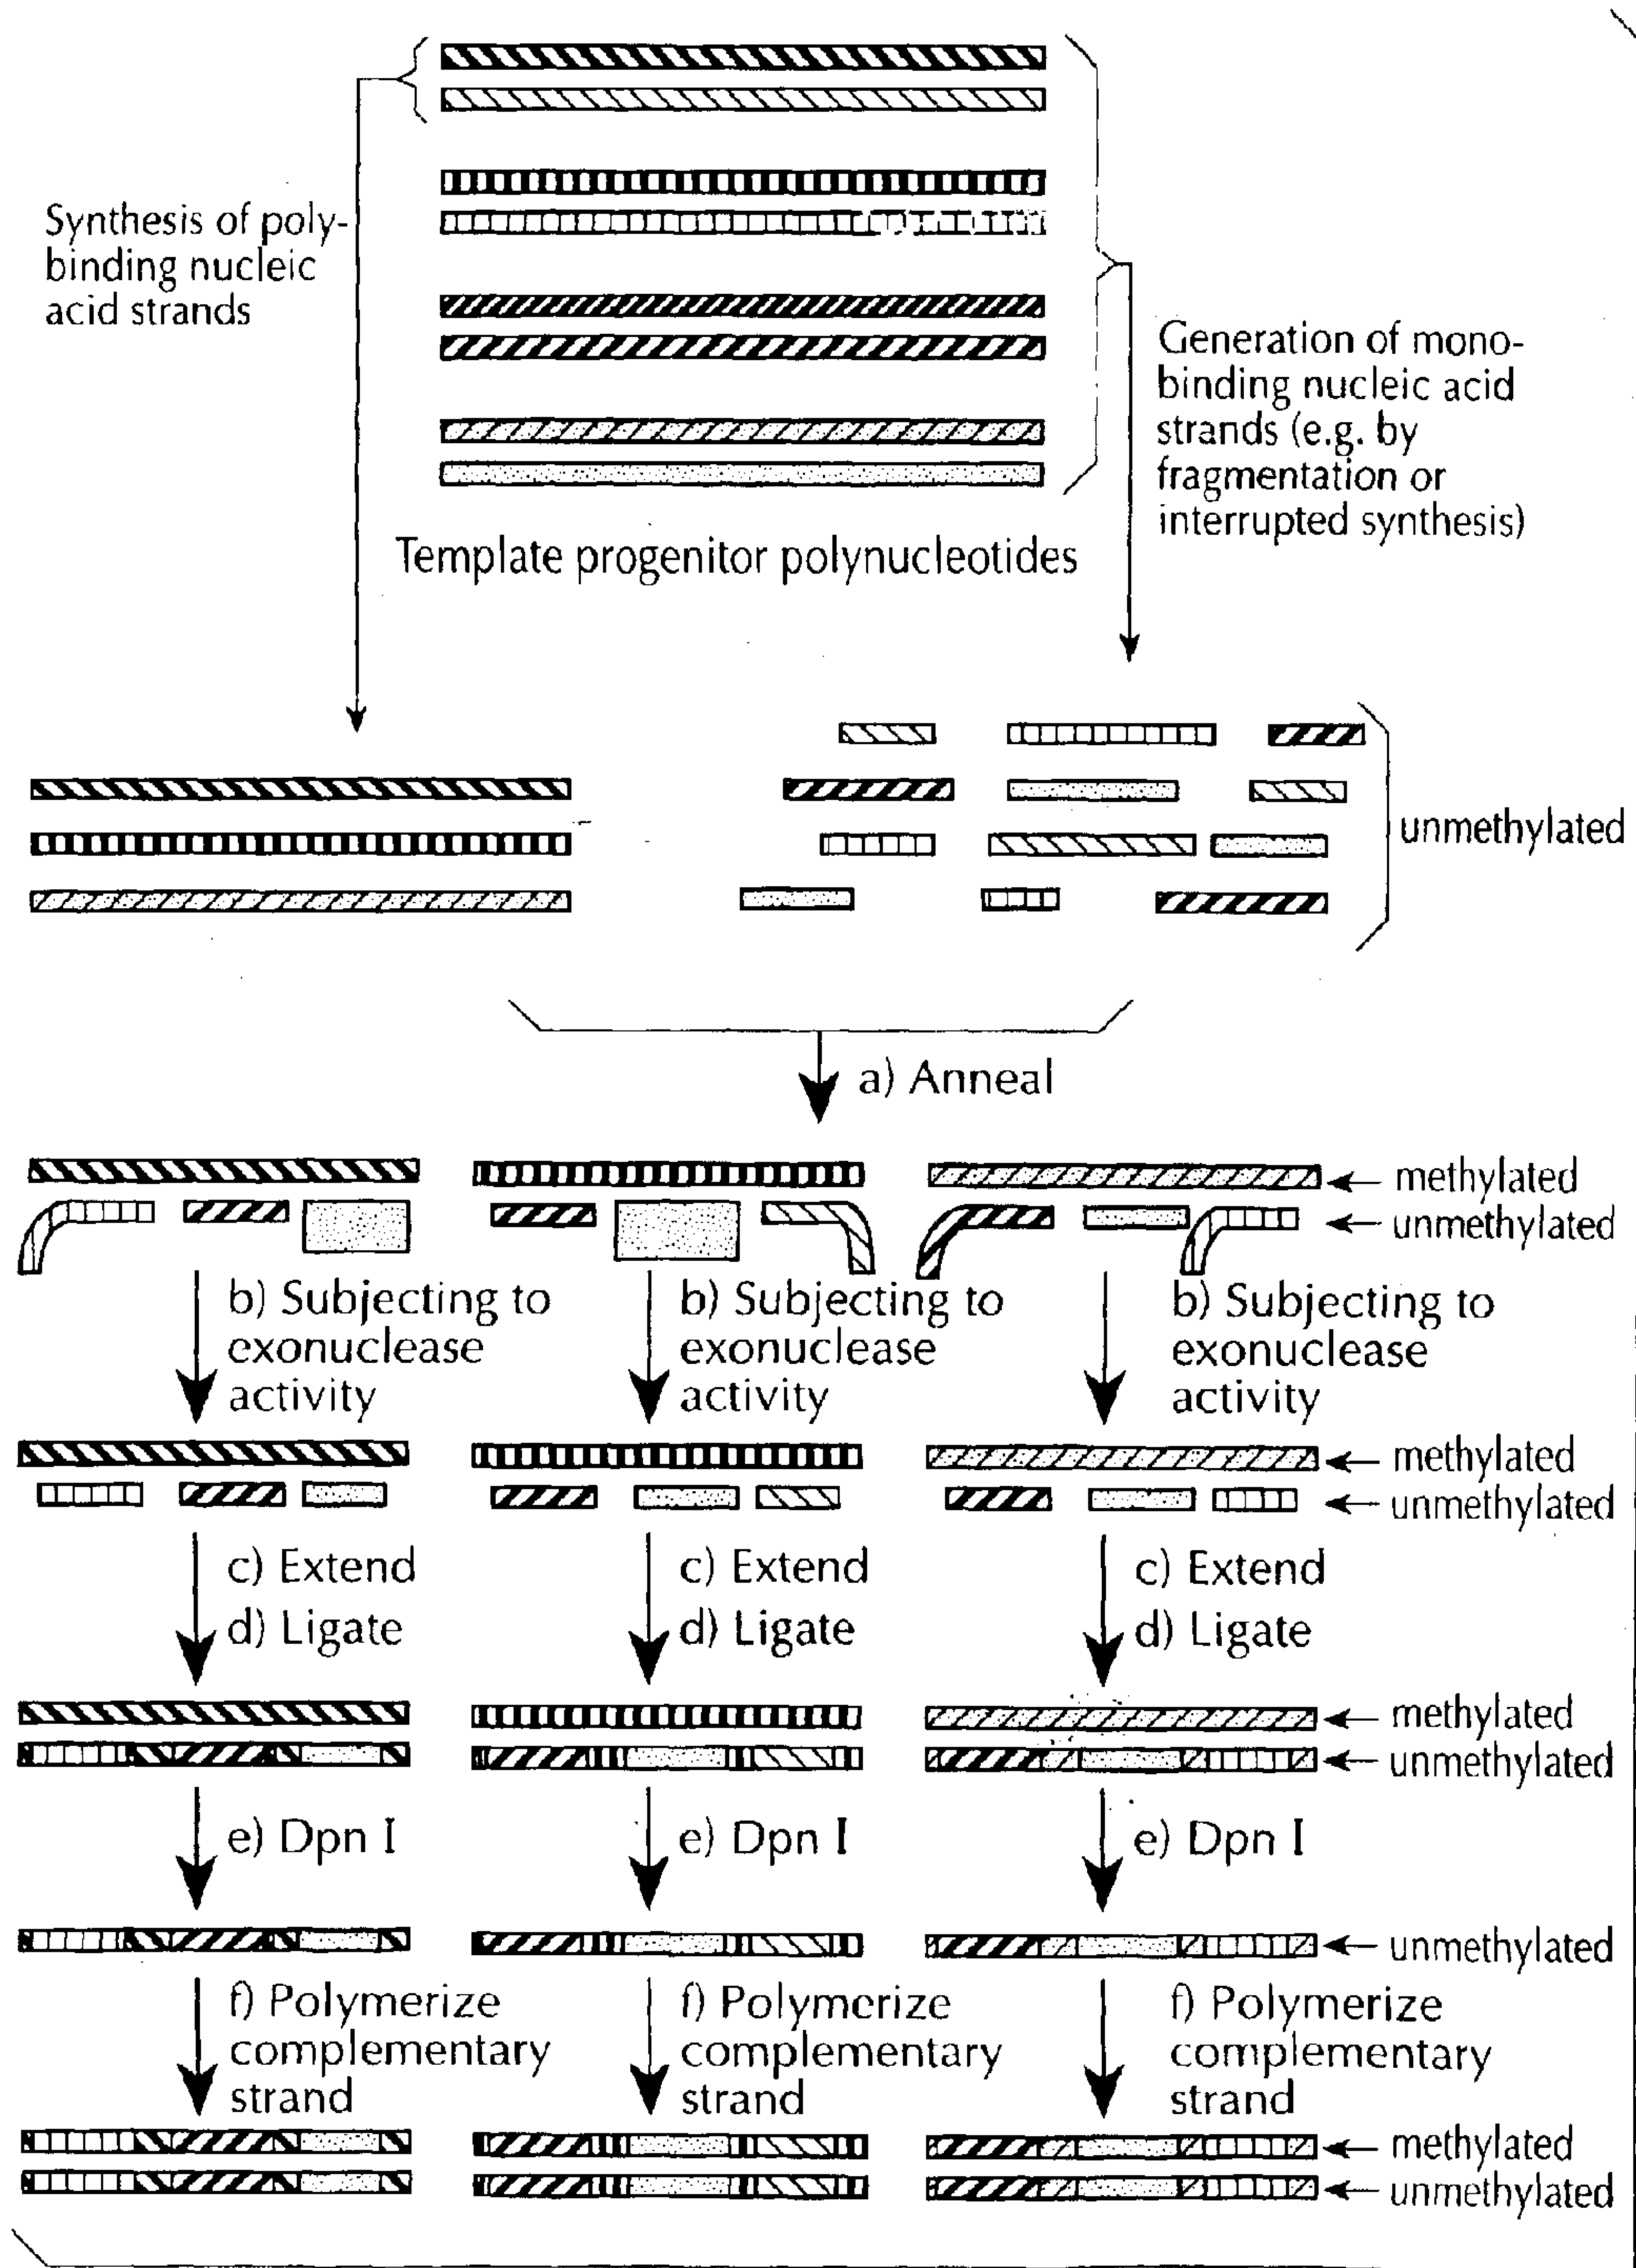 Synthesis of poly-
binding nucleic
acid strands
Generation of mono-
binding nucleic acid
strands (e.g. by
fragmentation or
interrupted synthesis)
Template progenitor polynucleotides
unmethylated
a) Anneal
methylated
unmethylated
b) Subjecting to
exonuclease
activity
b) Subjecting to
exonuclease
activity
b) Subjecting to
exonuclease
activity
methylated
unmethylated
c) Extend
d) Ligate
c) Extend
d) Ligate
c) Extend
d) Ligate
methylated
unmethylated
e) Dpn I
e) Dpn I
e) Dpn I
unmethylated
f) Polymerize
complementary
strand
f) Polymerize
complementary
strand
f) Polymerize
complementary
strand
methylated
unmethylated